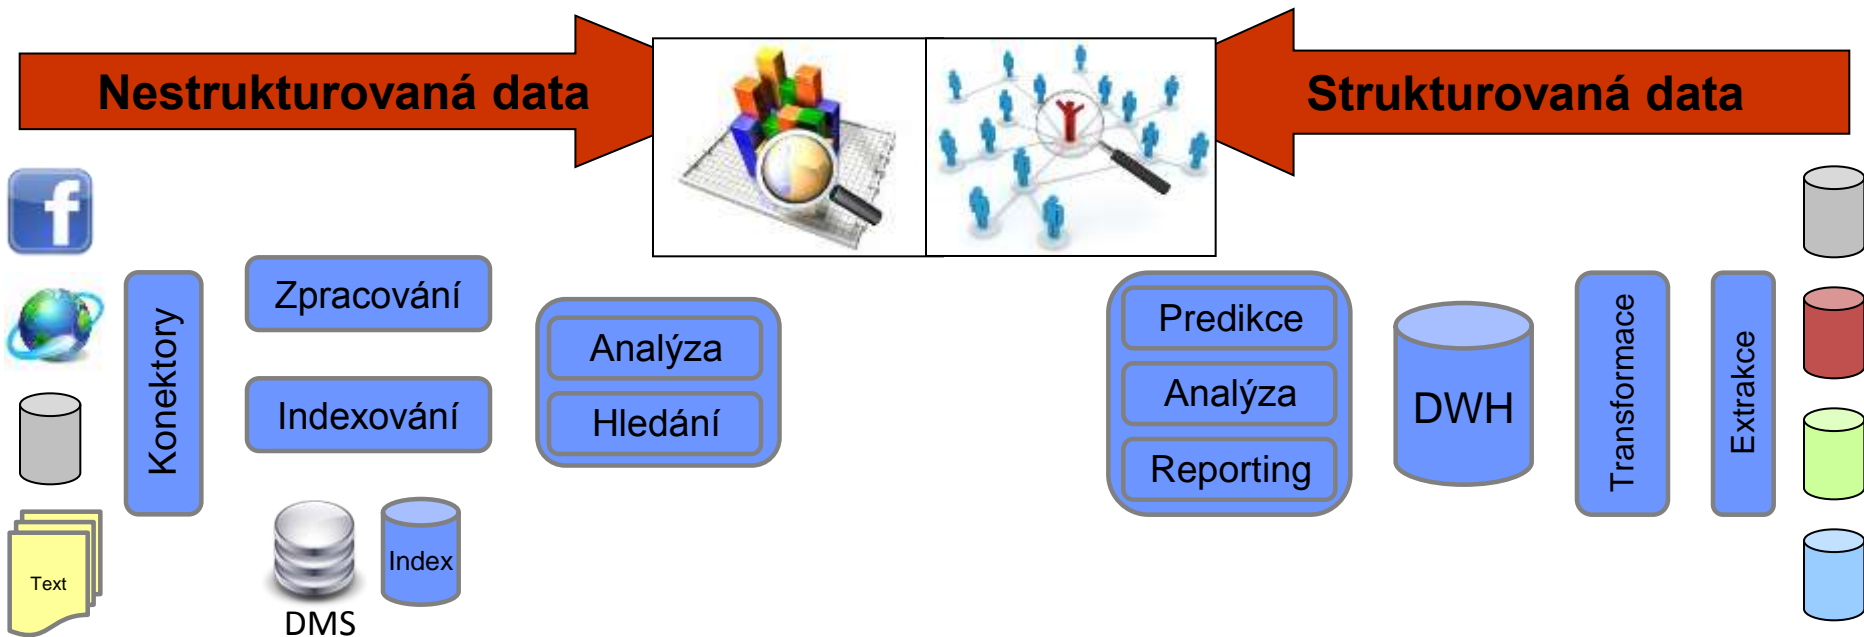 Nestrukturovaná data
Strukturovaná data
f
Konektory
Zpracování
Indexování
Analýza
Hledání
Text
DMS
Index
Predikce
Analýza
Reporting
DWH
Transformace
Extrakce